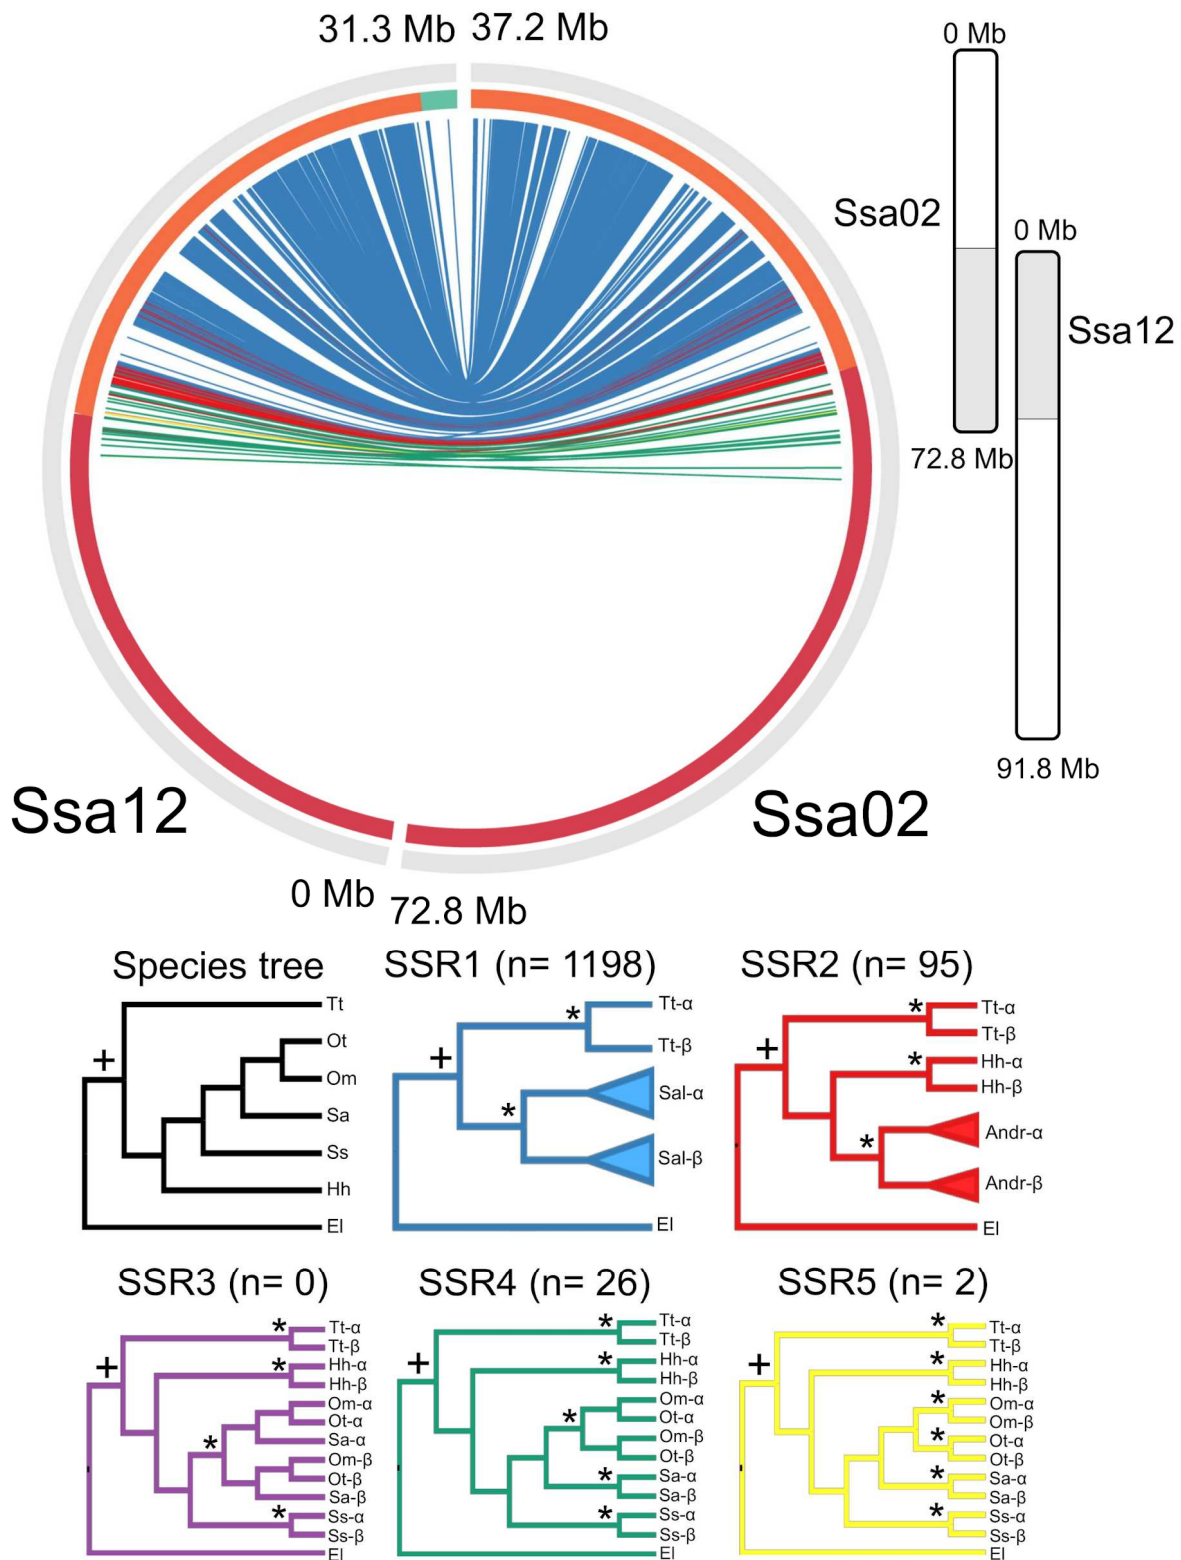 31.3 Mb 37.2 Mb
0 Mb
Ssa02
0 Mb
Ssa12
72.8 Mb
91.8 Mb
Ssa12
Ssa02
0 Mb
72.8 Mb
Species tree
+
Tt
Ot
Om
Sa
Ss
Hh
El
SSR1 (n= 1198)
+
*
*
Tt-α
Tt-β
Sal-α
Sal-β
El
SSR2 (n= 95)
+
*
*
*
Tt-α
Tt-β
Hh-α
Hh-β
Andr-α
Andr-β
El
SSR3 (n= 0)
+
*
*
*
*
Tt-α
Tt-β
Hh-α
Hh-β
Om-α
Ot-α
Sa-α
Om-β
Ot-β
Sa-β
Ss-α
Ss-β
El
SSR4 (n= 26)
+
*
*
*
*
*
Tt-α
Tt-β
Hh-α
Hh-β
Om-α
Ot-α
Om-β
Ot-β
Sa-α
Sa-β
Ss-α
Ss-β
El
SSR5 (n= 2)
+
*
*
*
*
*
*
Tt-α
Tt-β
Hh-α
Hh-β
Om-α
Om-β
Ot-α
Ot-β
Sa-α
Sa-β
Ss-α
Ss-β
El